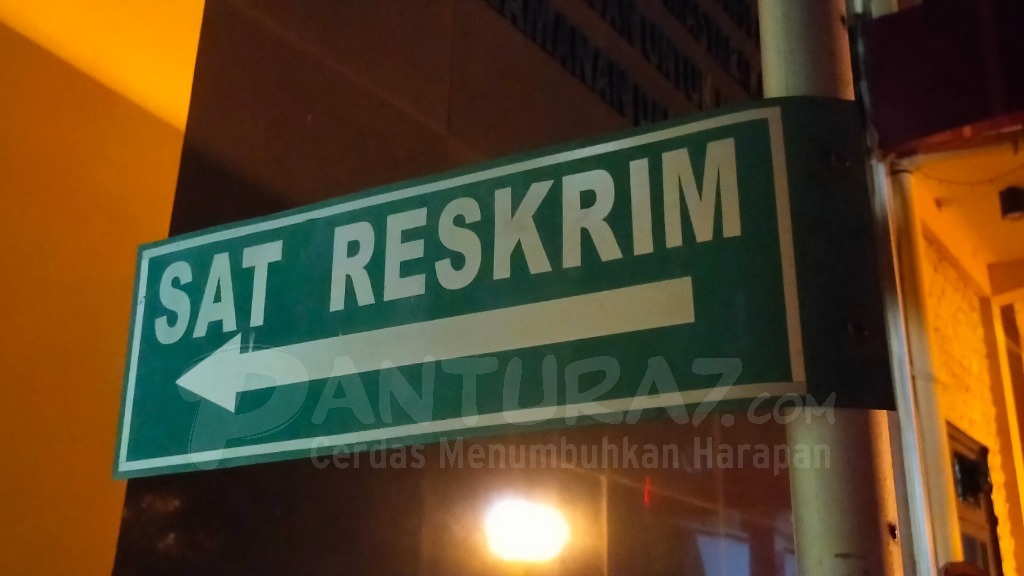 SAT RESKRIM
PANTURA7.COM
Cerdas Menumbuhkan Harapan